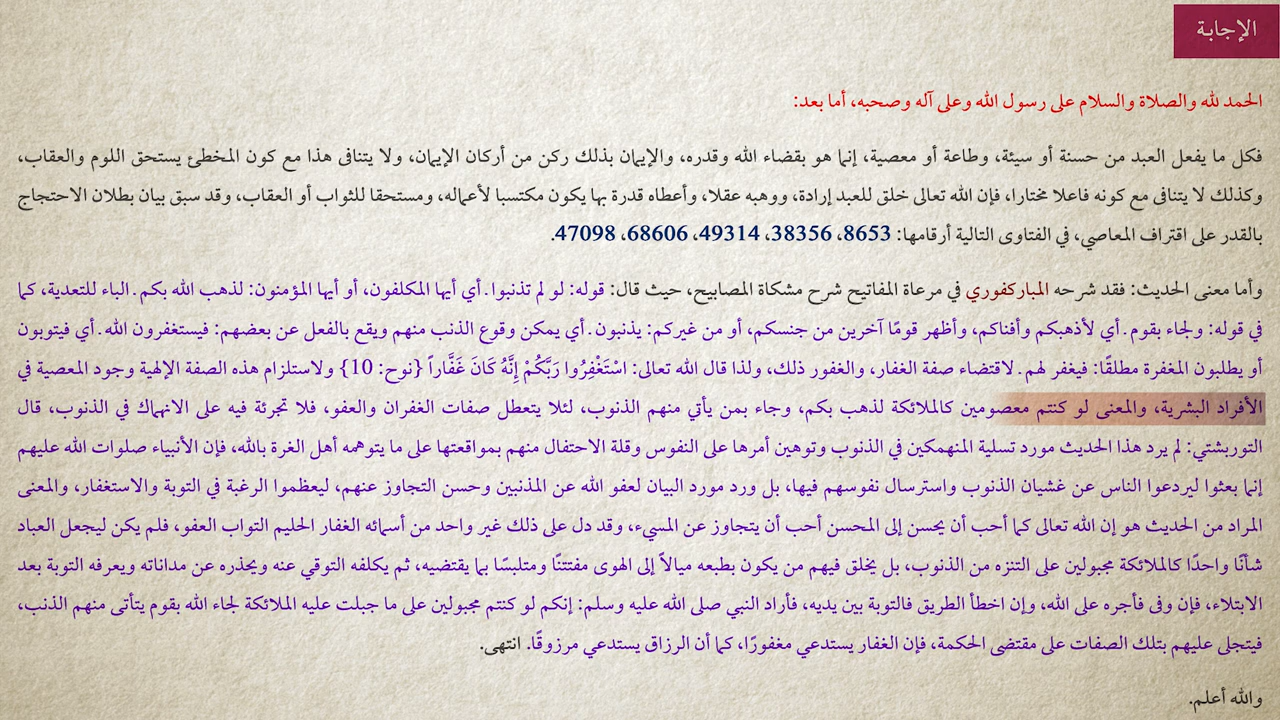 الإجابة
الحمد لله والصلاة والسلام على رسول الله وعلى آله وصحبه، أما بعد:
فكل ما يفعل العبد من حسنة أو سيئة، وطاعة أو معصية، إنما هو بقضاء الله وقدره، والإيمان بذلك ركن من أركان الإيمان، ولا يتنافى هذا مع كون المخطئ يستحق اللوم والعقاب،
وكذلك لا يتنافى مع كونه فاعلا مختارا، فإن الله تعالى خلق للعبد إرادة، ووهبه عقلا، وأعطاه قدرة بها يكون مكتسبا لأعماله، ومستحقا للثواب أو العقاب، وقد سبق بيان بطلان الاحتجاج
بالقدر على اقتراف المعاصي، في الفتاوى التالية أرقامها: 8653، 38356، 49314، 68606، 47098.
وأما معنى الحديث: فقد شرحه المباركفوري في مرعاة المفاتيح شرح مشكاة المصابيح، حيث قال: قوله: لو لم تذنبوا. أي أيها المكلفون، أو أيها المؤمنون: لذهب الله بكم. الباء للتعدية، كما
في قوله: ولجاء بقوم. أي لأذهبكم وأفناكم، وأظهر قومًا آخرين من جنسكم، أو من غيركم: يذنبون. أي يمكن وقوع الذنب منهم ويقع بالفعل عن بعضهم: فيستغفرون الله. أي فيتوبون
أو يطلبون المغفرة مطلقًا: فيغفر لهم. لاقتضاء صفة الغفار، والغفور ذلك، ولذا قال الله تعالى: اسْتَغْفِرُوا رَبَّكُمْ إِنَّهُ كَانَ غَفَّاراً {نوح: 10} ولاستلزام هذه الصفة الإلهية وجود المعصية في
الأفراد البشرية، والمعنى لو كنتم معصومين كالملائكة لذهب بكم، وجاء بمن يأتي منهم الذنوب، لئلا يتعطل صفات الغفران والعفو، فلا تجرئة فيه على الانهماك في الذنوب، قال
التوربشتي: لم يرد هذا الحديث مورد تسلية المنهمكين في الذنوب وتوهين أمرها على النفوس وقلة الاحتفال منهم بمواقعتها على ما يتوهمه أهل الغرة بالله، فإن الأنبياء صلوات الله عليهم
إنما بعثوا ليردعوا الناس عن غشيان الذنوب واسترسال نفوسهم فيها، بل ورد مورد البيان لعفو الله عن المذنبين وحسن التجاوز عنهم، ليعظموا الرغبة في التوبة والاستغفار، والمعنى
المراد من الحديث هو إن الله تعالى كما أحب أن يحسن إلى المحسن أحب أن يتجاوز عن المسيء، وقد دل على ذلك غير واحد من أسمائه الغفار الحليم التواب العفو، فلم يكن ليجعل العباد
شأنًا واحدًا كالملائكة مجبولين على التنزه من الذنوب، بل يخلق فيهم من يكون بطبعه ميالاً إلى الهوى مفتتنًا ومتلبسًا بما يقتضيه، ثم يكلفه التوقي عنه ويحذره عن مداناته ويعرفه التوبة بعد
الابتلاء، فإن وفى فأجره على الله، وإن اخطأ الطريق فالتوبة بين يديه، فأراد النبي صلى الله عليه وسلم: إنكم لو كنتم مجبولين على ما جبلت عليه الملائكة لجاء الله بقوم يتأتى منهم الذنب،
فيتجلى عليهم بتلك الصفات على مقتضى الحكمة، فإن الغفار يستدعي مغفورًا، كما أن الرزاق يستدعي مرزوقًا. انتهى.
والله أعلم.